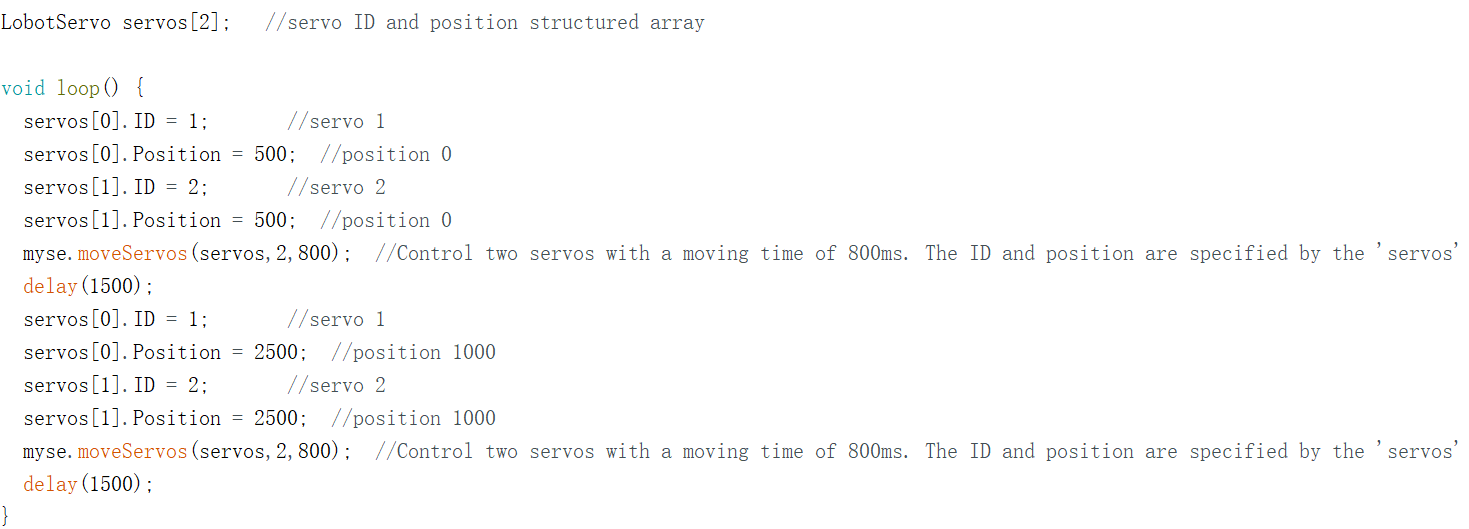 LobotServo servos[2];   //servo ID and position structured array
void loop() {
  servos[0].ID = 1;       //servo 1
  servos[0].Position = 500;  //position 0
  servos[1].ID = 2;       //servo 2
  servos[1].Position = 500;  //position 0
  myse.moveServos(servos,2,800);  //Control two servos with a moving time of 800ms. The ID and position are specified by the 'servos'
  delay(1500);
  servos[0].ID = 1;       //servo 1
  servos[0].Position = 2500;  //position 1000
  servos[1].ID = 2;       //servo 2
  servos[1].Position = 2500;  //position 1000
  myse.moveServos(servos,2,800);  //Control two servos with a moving time of 800ms. The ID and position are specified by the 'servos'
  delay(1500);
}